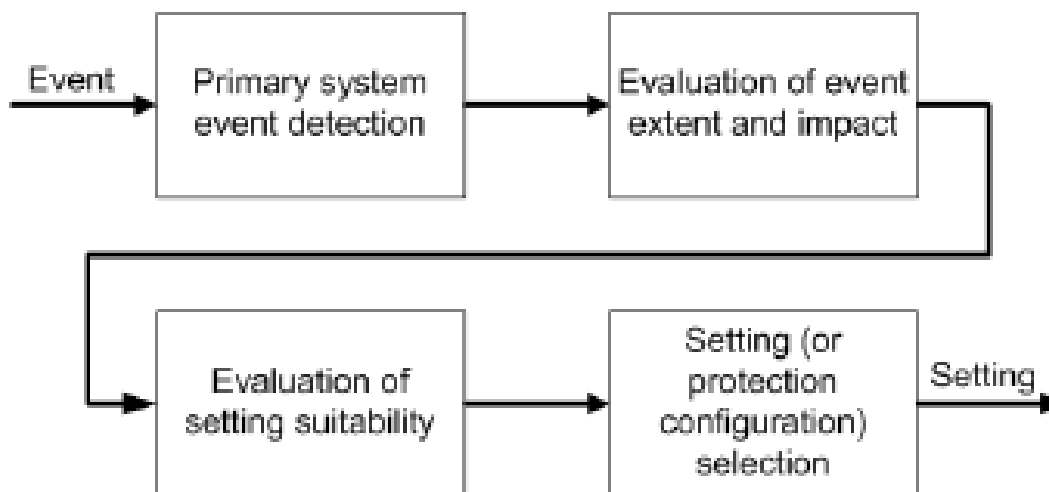 Event
Primary system
event detection
Evaluation of event
extent and impact
Evaluation of
setting suitability
Setting (or
protection
configuration)
selection
Setting